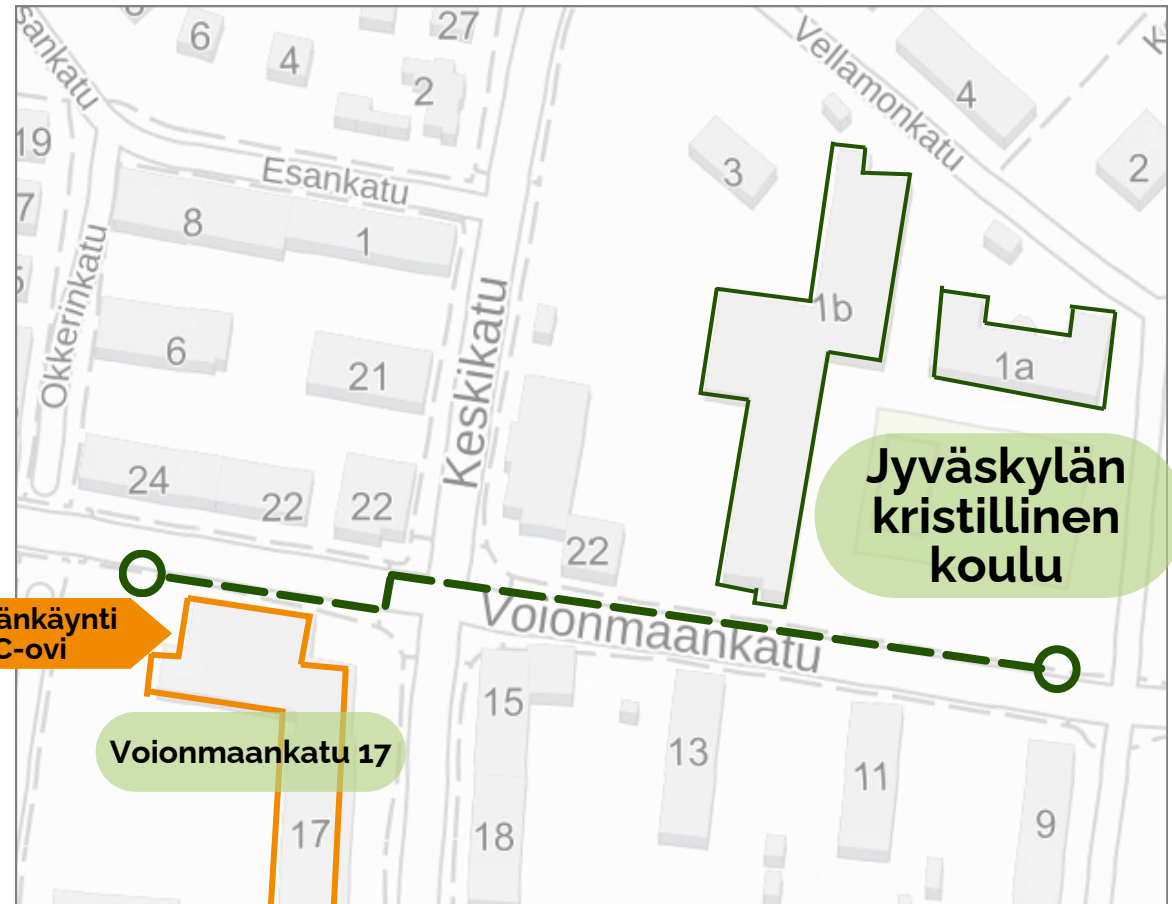 6
4
27
2
Esankatu
19
7
8
1
Okkerinkatu
6
21
Keskikatu
24
22
22
22
Vellamonkatu
4
3
2
1b
1a
Jyväskylän
kristillinen
koulu
änkäynti
C-ovi
Voionmaankatu
Voionmaankatu 17
17
15
18
13
11
9